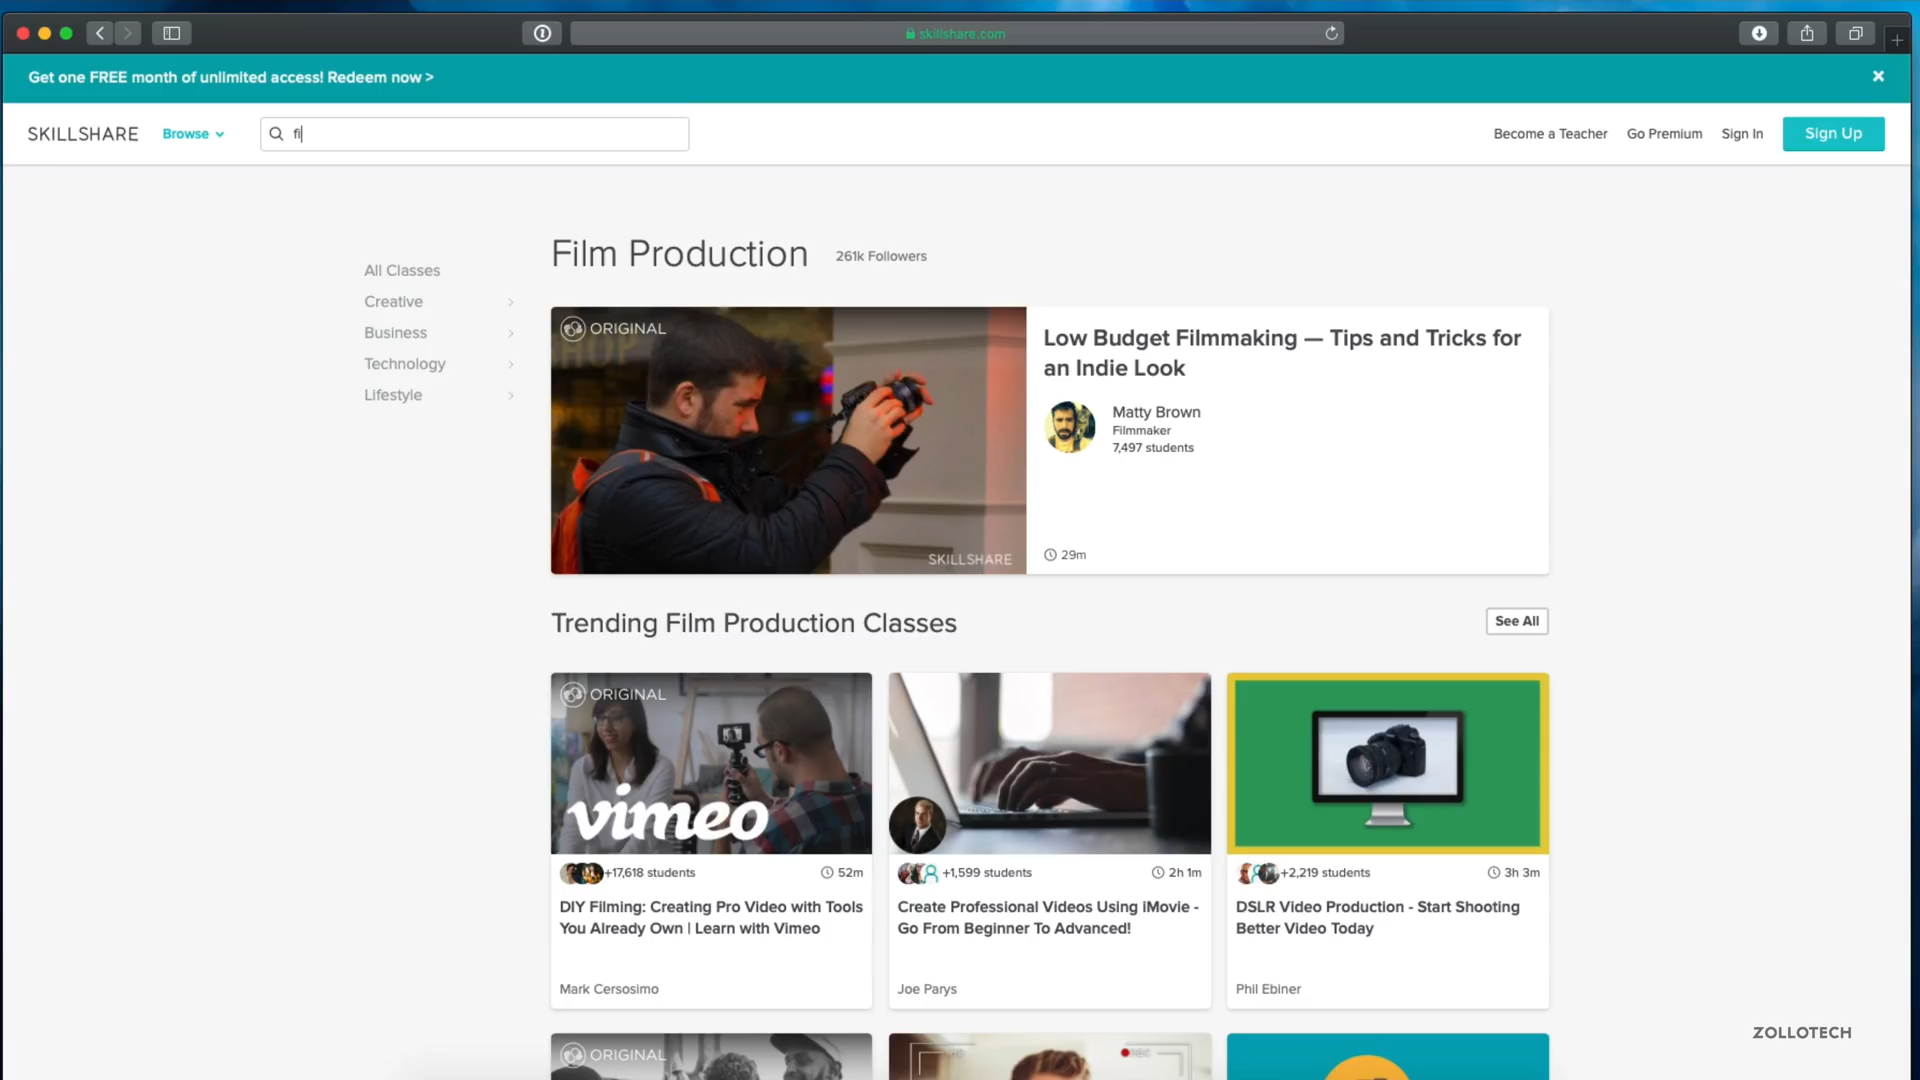 skillshare.com
Get one FREE month of unlimited access! Redeem now >
SKILLSHARE
Browse
fi
Become a Teacher
Go Premium
Sign In
Sign Up
All Classes
Creative
Business
Technology
Lifestyle
Film Production
261k Followers
ORIGINAL
SKILLSHARE
Low Budget Filmmaking — Tips and Tricks for
an Indie Look
Matty Brown
Filmmaker
7,497 students
29m
Trending Film Production Classes
See All
ORIGINAL
vimeo
+17,618 students
52m
DIY Filming: Creating Pro Video with Tools
You Already Own | Learn with Vimeo
Mark Cersosimo
+1,599 students
2h 1m
Create Professional Videos Using iMovie -
Go From Beginner To Advanced!
Joe Parys
+2,219 students
3h 3m
DSLR Video Production - Start Shooting
Better Video Today
Phil Ebiner
ORIGINAL
ZOLLOTECH